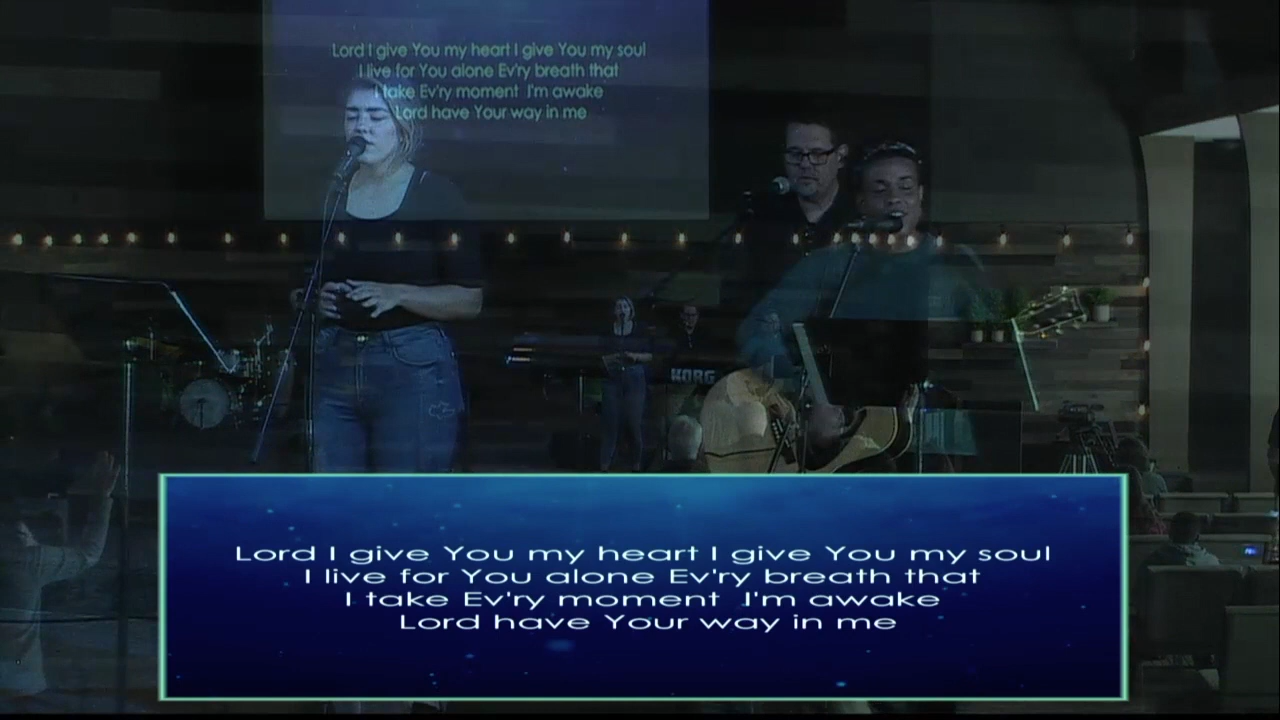 Lord I give You my heart I give You my soul
I live for You alone Ev'ry breath that
I take Ev'ry moment I'm awake
Lord have Your way in me
KORG
Lord I give You my heart I give You my soul
I live for You alone Ev'ry breath that
I take Ev'ry moment I'm awake
Lord have Your way in me